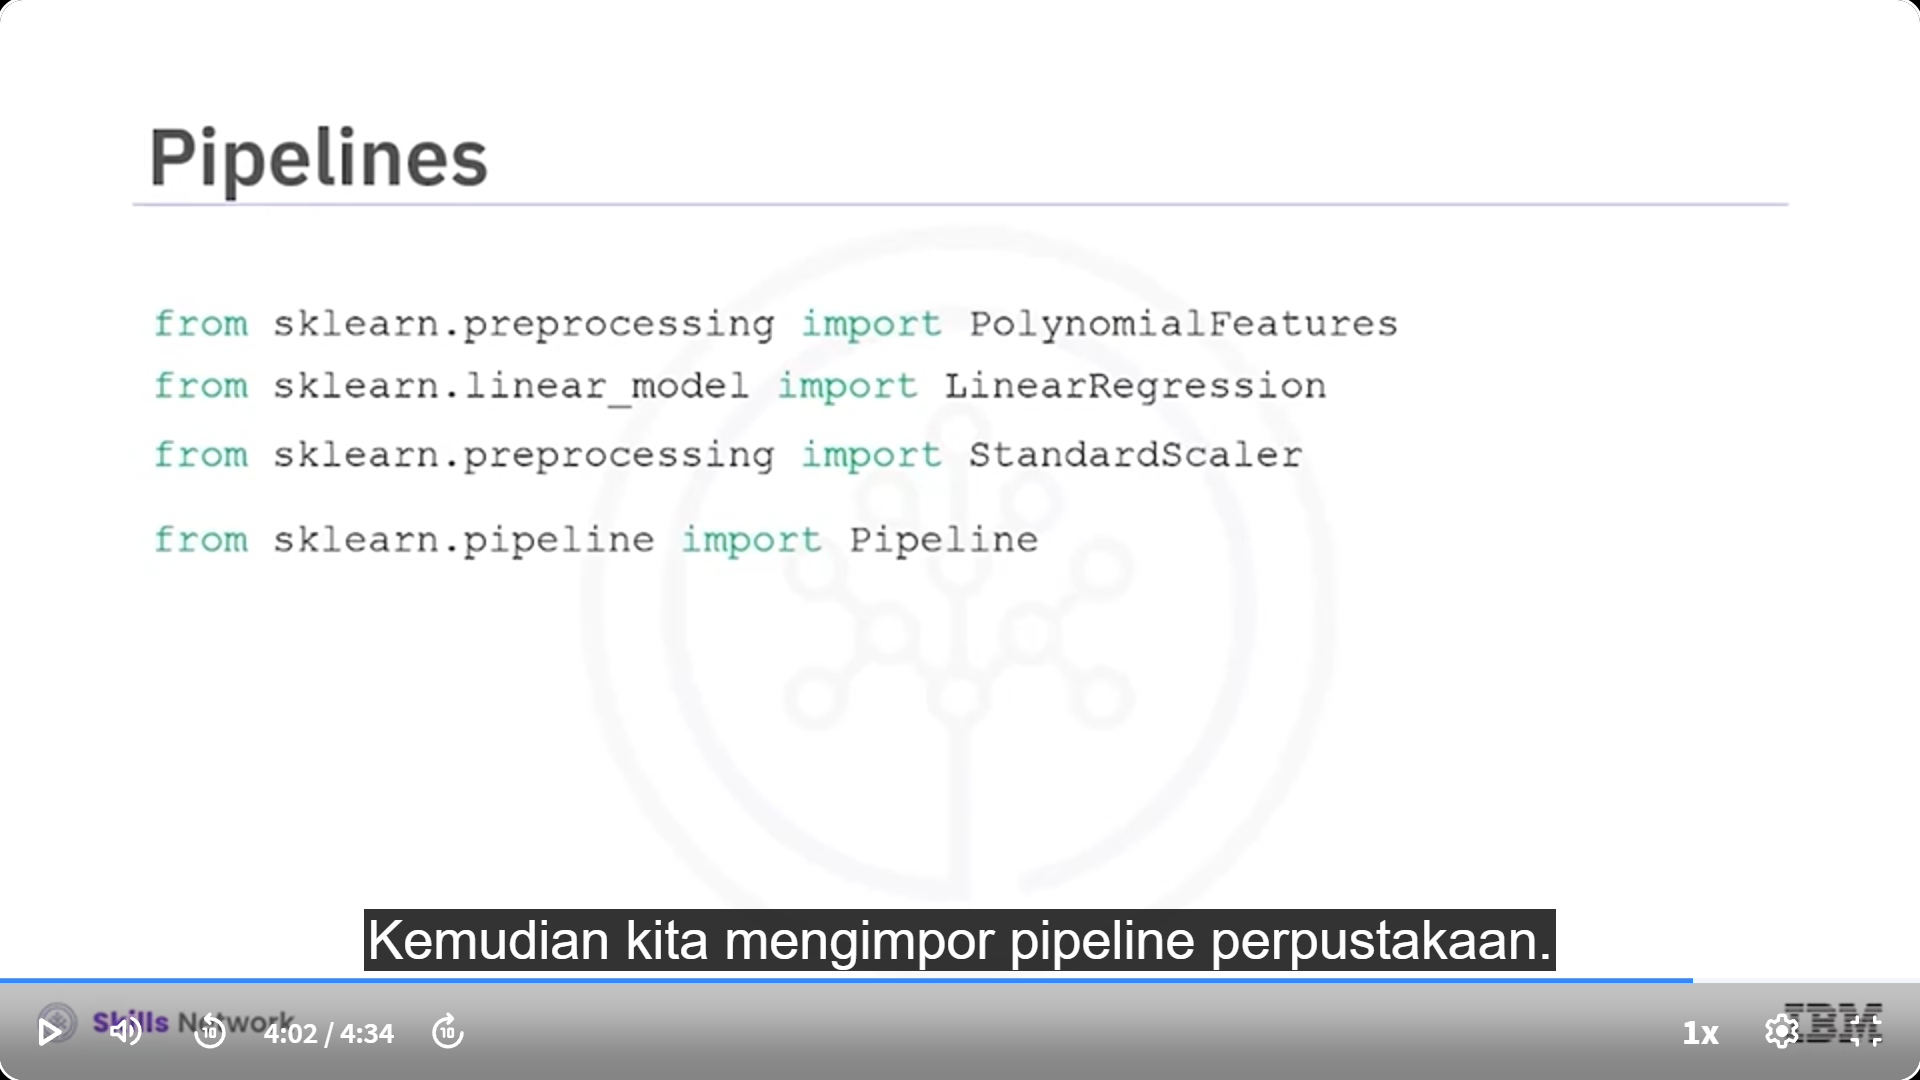 Pipelines
from sklearn.preprocessing import PolynomialFeatures
from sklearn.linear_model import LinearRegression
from sklearn.preprocessing import StandardScaler
from sklearn.pipeline import Pipeline
Kemudian kita mengimpor pipeline perpustakaan.
Skills Network
10
4:02 / 4:34
10
1x
IBM